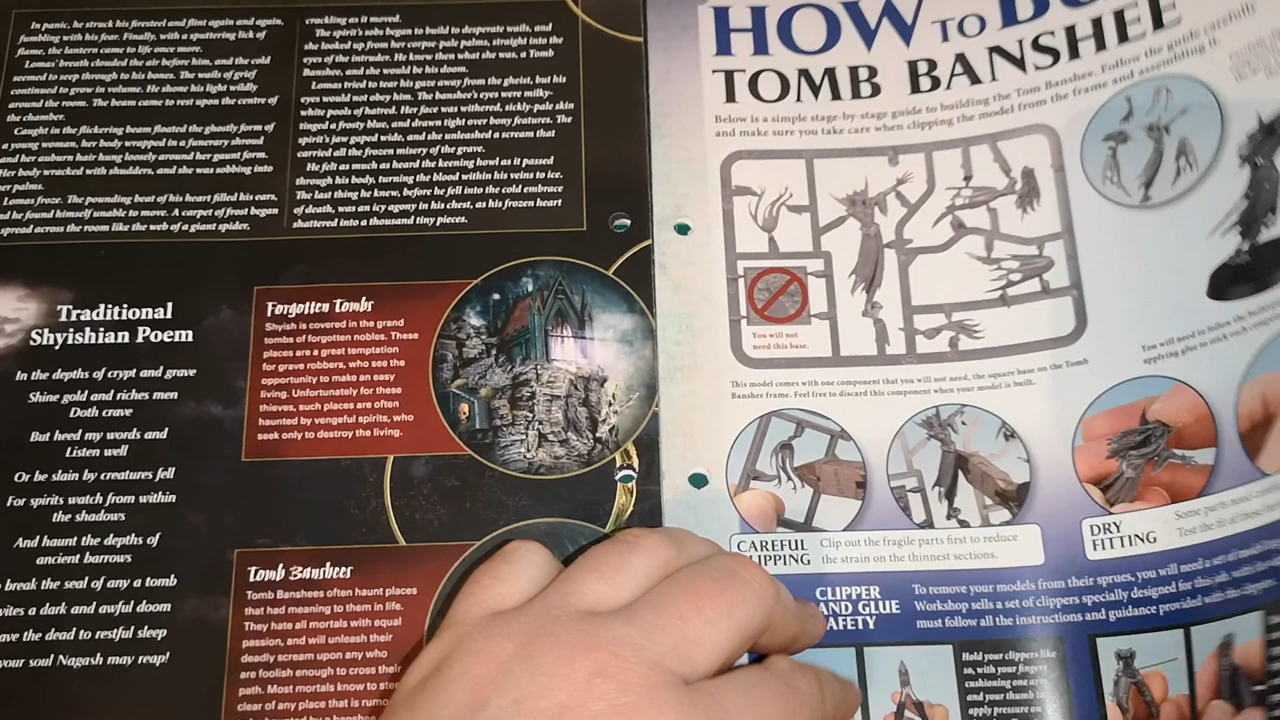 In panic, he struck his firesteel and flint again and again,
fumbling with his fear. Finally, with a sputtering lick of
flame, the lantern came to life once more.
Lomas' breath clouded the air before him, and the cold
seemed to seep through to his bones. The wails of grief
continued to grow in volume. He shone his light wildly
around the room. The beam came to rest upon the centre of
the chamber.
Caught in the flickering beam floated the ghostly form of
a young woman, her body wrapped in a funerary shroud
and her auburn hair hung loosely around her gaunt form.
Her body wracked with shudders, and she was sobbing into
her palms.
Lomas froze. The pounding beat of his heart filled his ears,
and he found himself unable to move. A carpet of frost began
spread across the room like the web of a giant spider,
crackling as it moved.
The spirit's sobs began to build to desperate wails, and
she looked up from her corpse-pale palms, straight into the
eyes of the intruder. He knew then what she was, a Tomb
Banshee, and she would be his doom.
Lomas tried to tear his gaze away from the gheist, but his
eyes would not obey him. The banshee's eyes were milky-
white pools of hatred. Her face was withered, sickly-pale skin
tinged a frosty blue, and drawn tight over bony features. The
spirit's jaw gaped wide, and she unleashed a scream that
carried all the frozen misery of the grave.
He felt as much as heard the keening howl as it passed
through his body, turning the blood within his veins to ice.
The last thing he knew, before he fell into the cold embrace
of death, was an icy agony in his chest, as his frozen heart
shattered into a thousand tiny pieces.
Traditional
Shyishian Poem
In the depths of crypt and grave
Shine gold and riches men
Doth crave
But heed my words and
Listen well
Or be slain by creatures fell
For spirits watch from within
the shadows
And haunt the depths of
ancient barrows
break the seal of any a tomb
vites a dark and awful doom
ave the dead to restful sleep
your soul Nagash may reap!
Forgotten Tombs
Shyish is covered in the grand
tombs of forgotten nobles. These
places are a great temptation
for grave robbers, who see the
opportunity to make an easy
living. Unfortunately for these
thieves, such places are often
haunted by vengeful spirits, who
seek only to destroy the living.
Tomb Banshees
Tomb Banshees often haunt places
that had meaning to them in life.
They hate all mortals with equal
passion, and will unleash their
deadly scream upon any who
are foolish enough to cross their
path. Most mortals know to stee
clear of any place that is rumo
HOW TO BU
TOMB BANSHEE
Below is a simple stage-by-stage guide to building the Tom Banshee. Follow the guide carefully
and make sure you take care when clipping the model from the frame and assembling it.
You will not
need this base.
This model comes with one component that you will not need, the square base on the Tomb
Banshee frame. Feel free to discard this component when your model is built.
You will need to follow the
applying glue to stick each
CAREFUL
CLIPPING
Clip out the fragile parts first to reduce
the strain on the thinnest sections.
DRY
FITTING
Some parts
Test the fit
CLIPPER
AND GLUE
SAFETY
To remove your models from their sprues, you will need a set of
Workshop sells a set of clippers specially designed for this job.
must follow all the instructions and guidance provided with the
Hold your clippers like
so, with your fingers
cushioning one arm
and your thumb to
apply pressure on